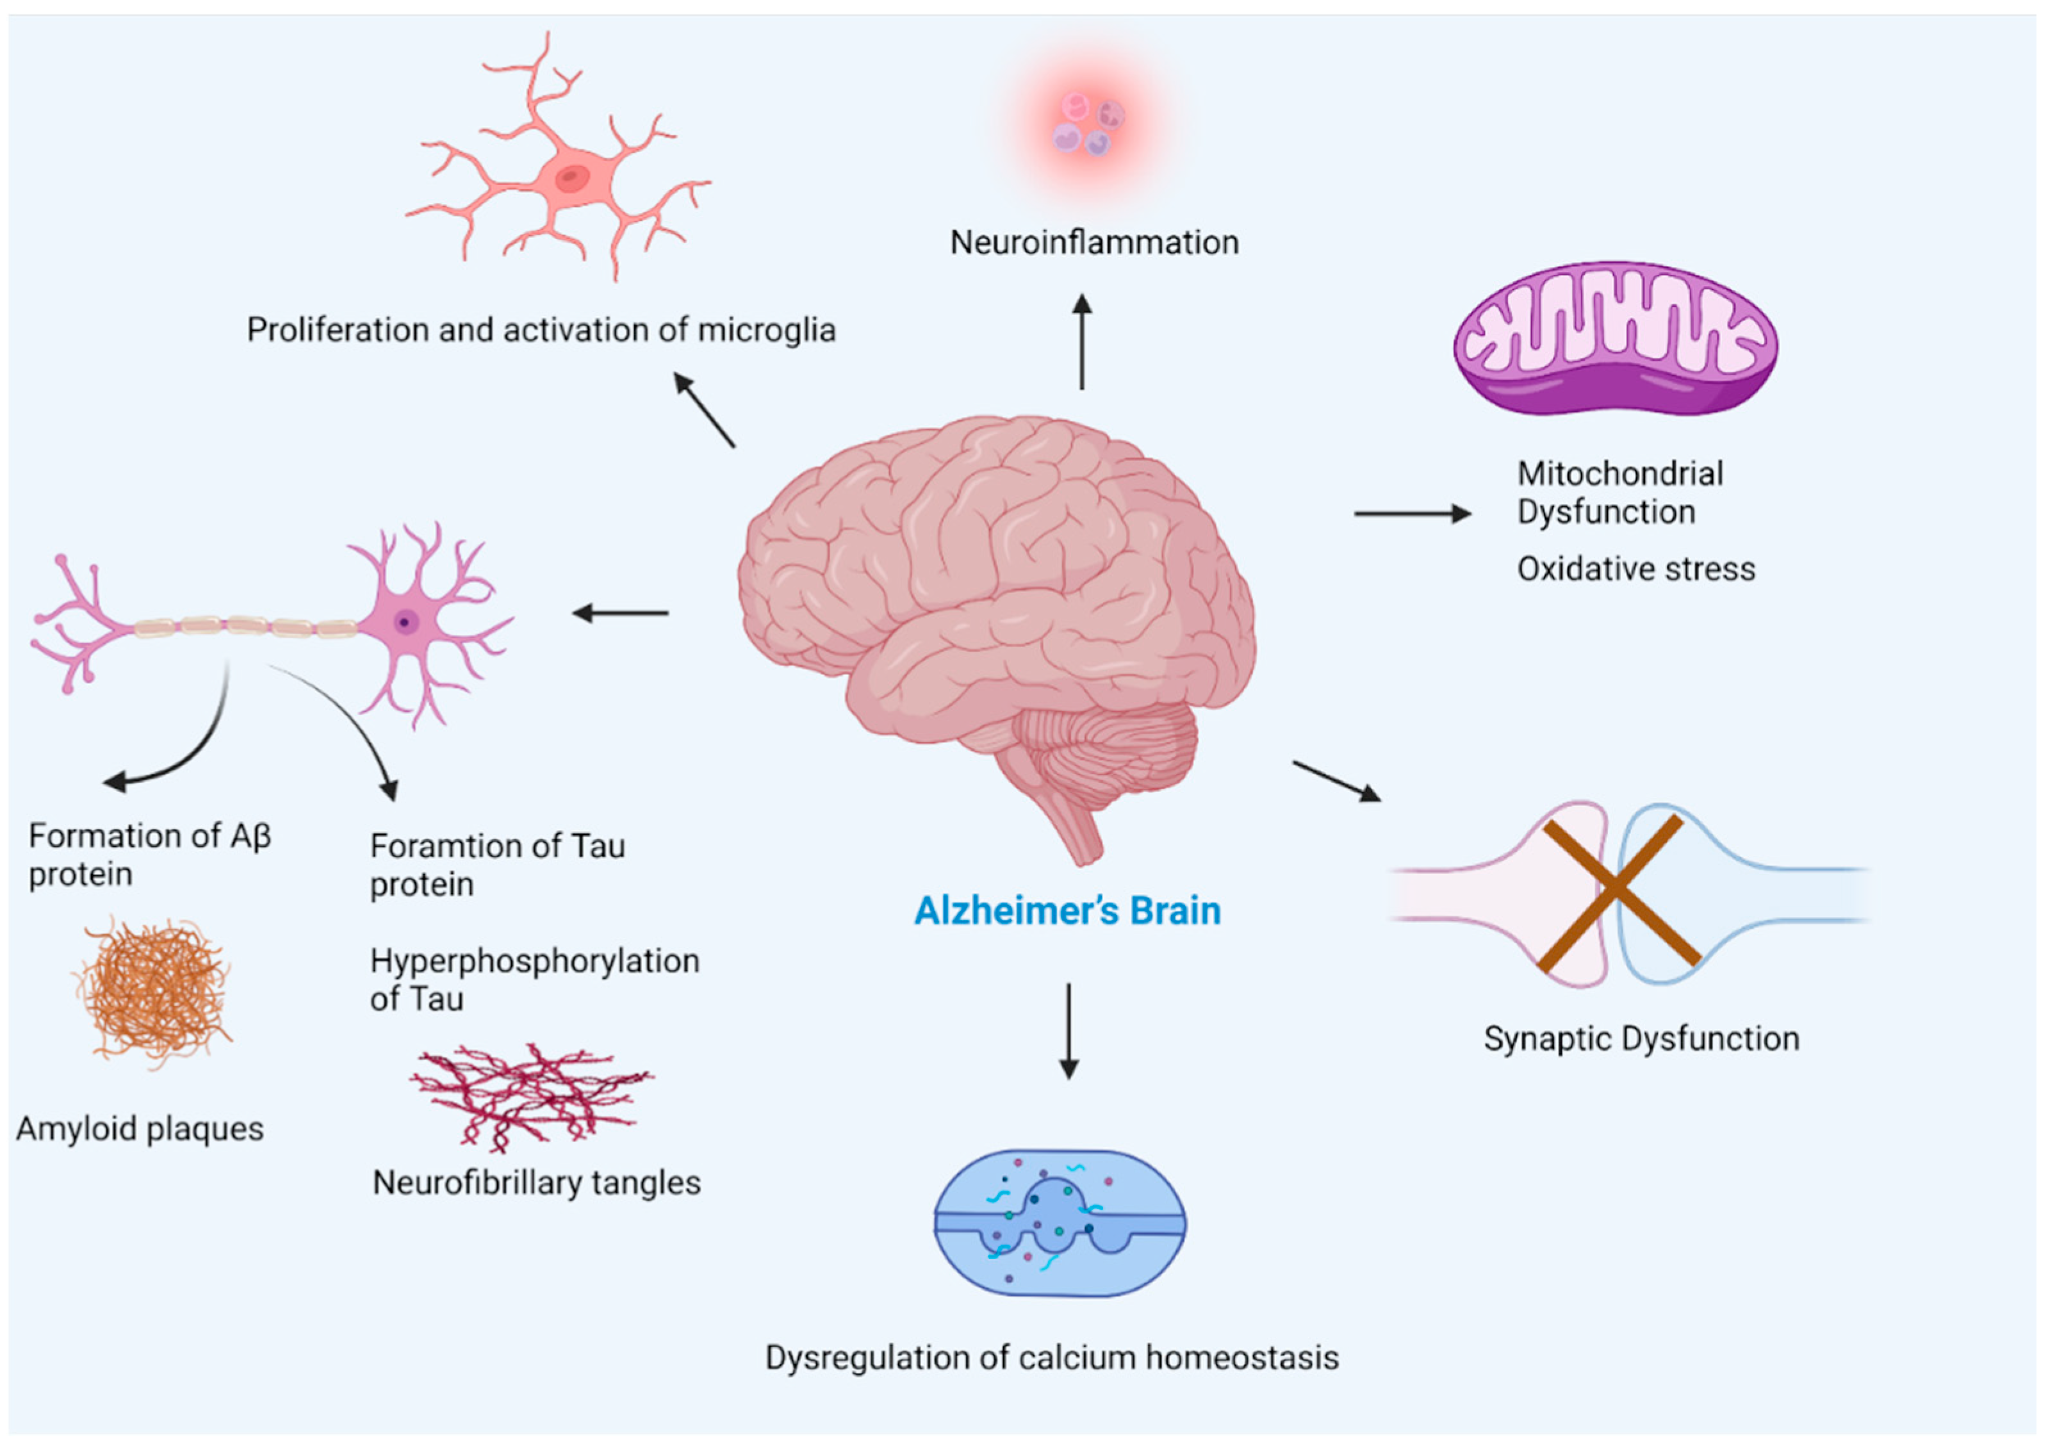 Neuroinflammation
Proliferation and activation of microglia
Mitochondrial
Dysfunction
Oxidative stress
Formation of Aβ
protein
Foramtion of Tau
protein
Hyperphosphorylation
of Tau
Amyloid plaques
Neurofibrillary tangles
Alzheimer’s Brain
Synaptic Dysfunction
Dysregulation of calcium homeostasis